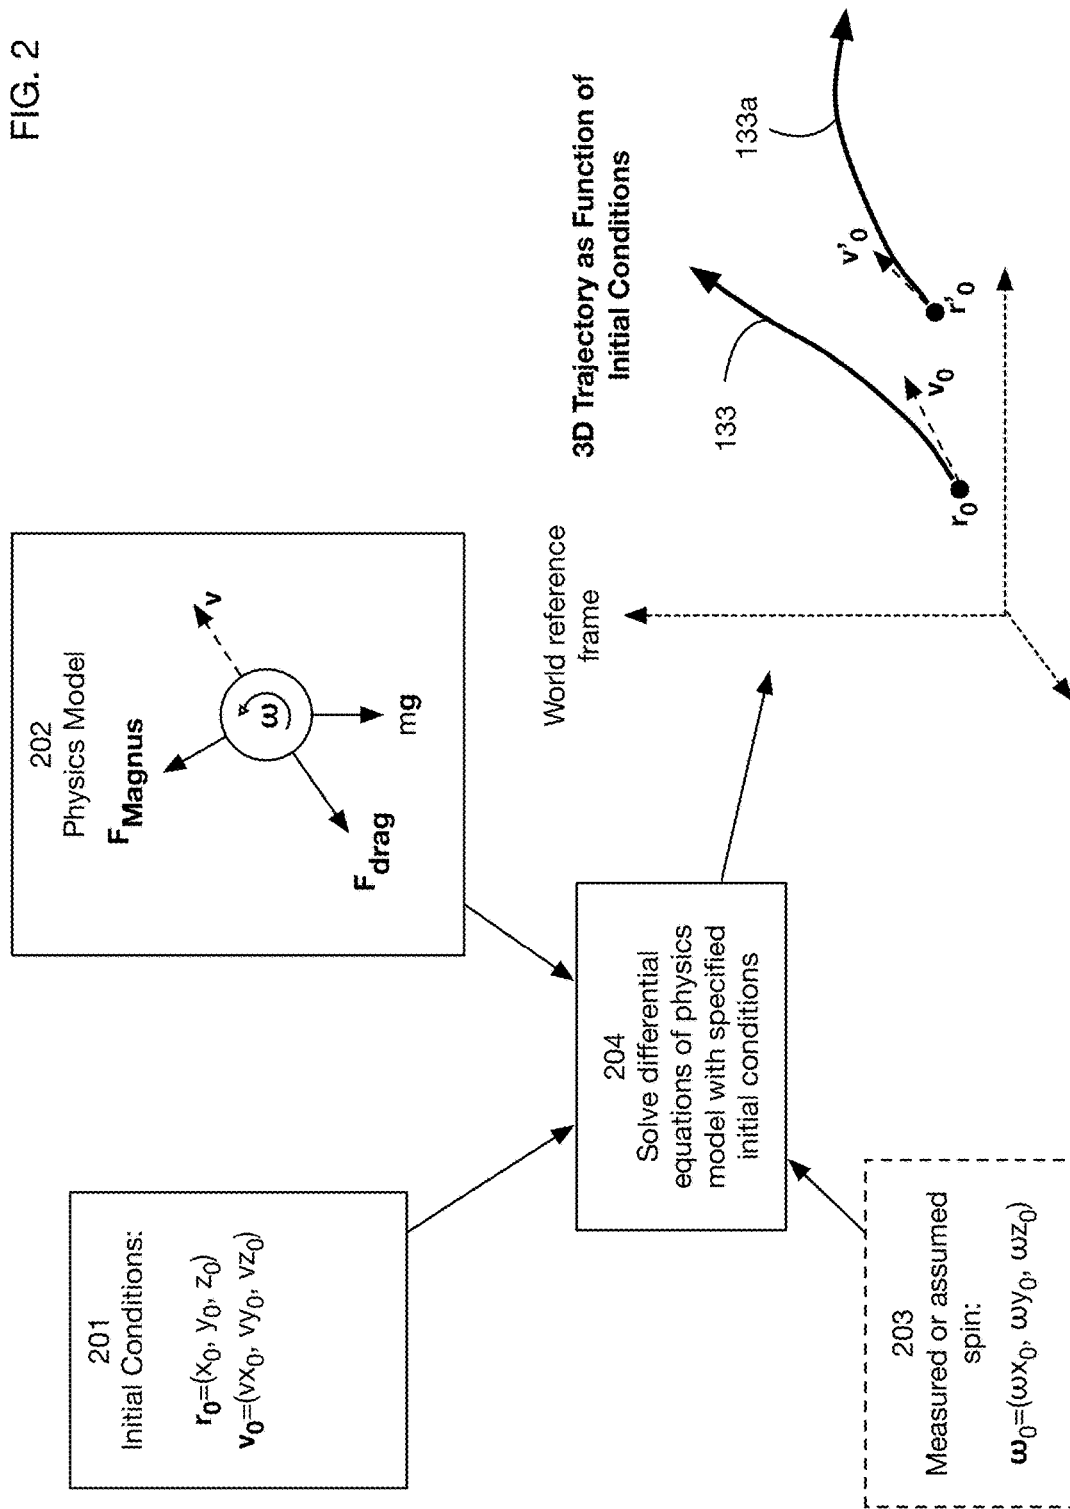 FIG. 2
201
Initial Conditions:
r0=(x0, y0, z0)
v0=(vx0, vy0, vz0)
202
Physics Model
FMagnus
v
ω
Fdrag
mg
203
Measured or assumed
spin:
ω0=(ωx0, ωy0, ωz0)
204
Solve differential
equations of physics
model with specified
initial conditions
World reference
frame
3D Trajectory as Function of
Initial Conditions
133
133a
v0
r0
v'0
r'0